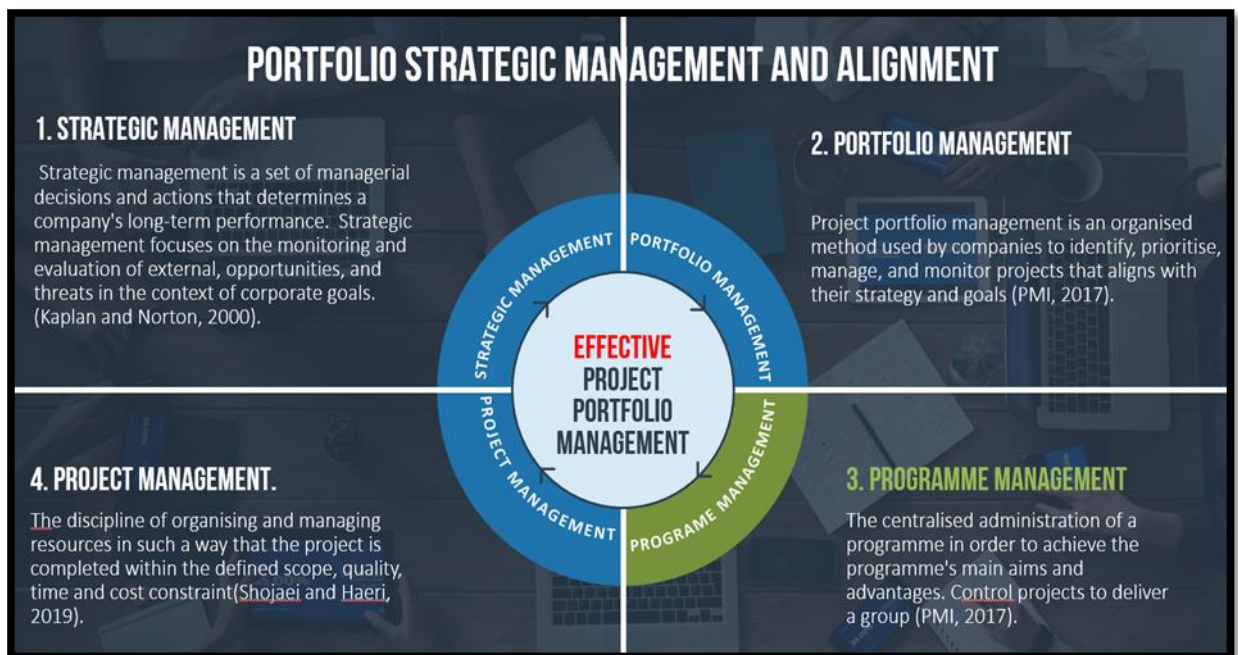 PORTFOLIO STRATEGIC MANAGEMENT AND ALIGNMENT
1. STRATEGIC MANAGEMENT
Strategic management is a set of managerial
decisions and actions that determines a
company's long-term performance. Strategic
management focuses on the monitoring and
evaluation of external, opportunities, and
threats in the context of corporate goals.
(Kaplan and Norton, 2000).
2. PORTFOLIO MANAGEMENT
Project portfolio management is an organised
method used by companies to identify, prioritise,
manage, and monitor projects that aligns with
their strategy and goals (PMI, 2017).
STRATEGIC MANAGEMENT
PORTFOLIO MANAGEMENT
PROGRAME MANAGEMENT
PROJECT MANAGEMENT
EFFECTIVE
PROJECT
PORTFOLIO
MANAGEMENT
3. PROGRAMME MANAGEMENT
The centralised administration of a
programme in order to achieve the
programme's main aims and
advantages. Control projects to deliver
a group (PMI, 2017).
4. PROJECT MANAGEMENT.
The discipline of organising and managing
resources in such a way that the project is
completed within the defined scope, quality,
time and cost constraint(Shojaei and Haeri,
2019).